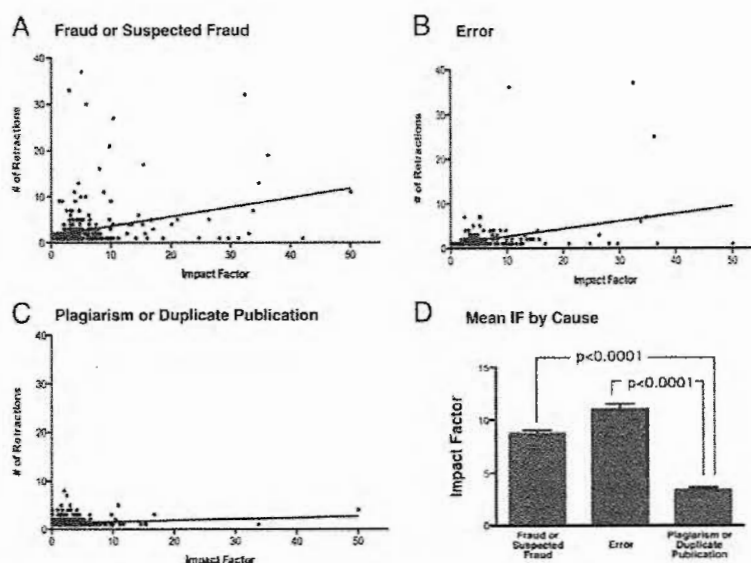 A Fraud or Suspected Fraud
# of Retractions
40
30
20
10
0
0 10 20 30 40 50
Impact Factor
B Error
# of Retractions
40
30
20
10
0
0 10 20 30 40 50
Impact Factor
C Plagiarism or Duplicate Publication
# of Retractions
40
30
20
10
0
0 10 20 30 40 50
Impact Factor
D Mean IF by Cause
p<0.0001
p<0.0001
Impact Factor
15
10
5
0
Fraud or
Suspected
Fraud
Error
Plagiarism or
Duplicate
Publication